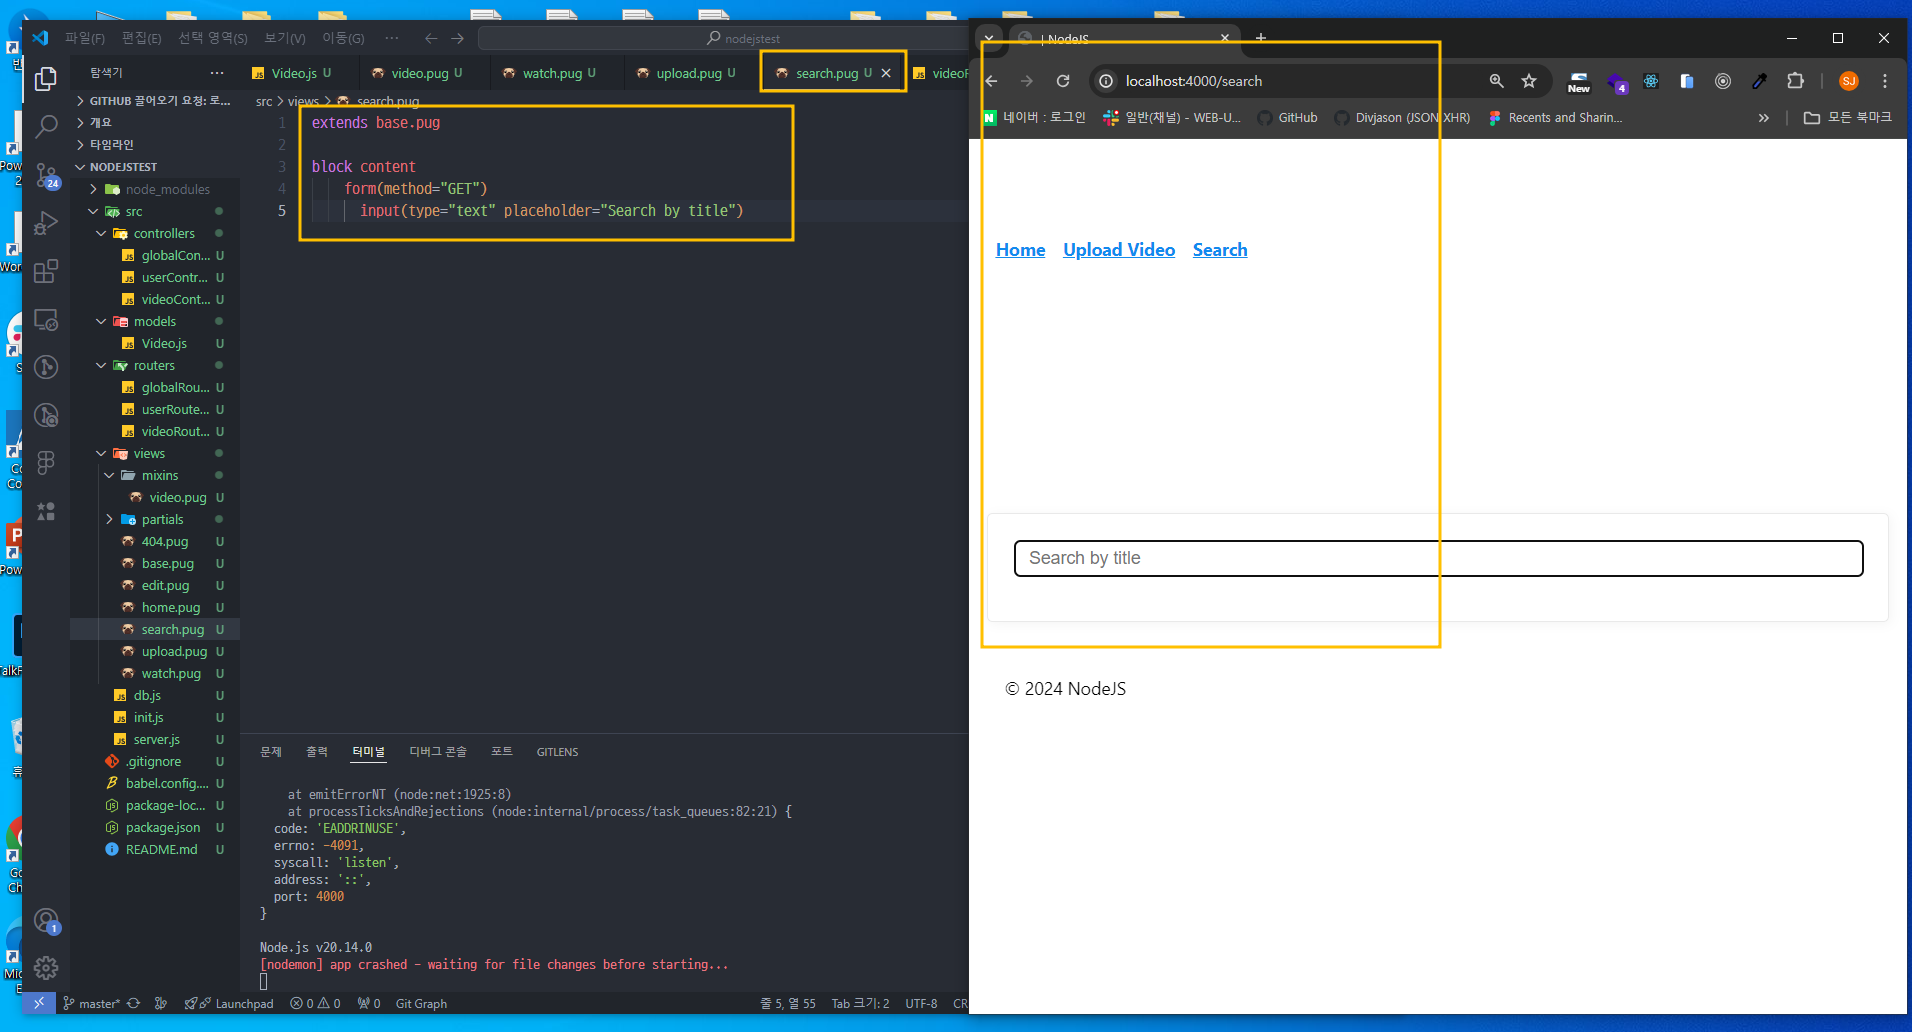 파일(F) 편집(E) 선택 영역(S) 보기(V) 이동(G) ··· nodejstest
탐색기 ···
Video.js U video.pug U watch.pug U upload.pug U search.pug U
src > views > search.pug
GITHUB 끌어오기 요청: 로...
개요
타임라인
NODEJSTEST
node_modules
src
controllers
globalCon... U
userContr... U
videoCont... U
models
Video.js U
routers
globalRou... U
userRoute... U
videoRout... U
views
mixins
video.pug U
partials
404.pug U
base.pug U
edit.pug U
home.pug U
search.pug U
upload.pug U
watch.pug U
db.js U
init.js U
server.js U
.gitignore U
babel.config.... U
package-loc... U
package.json U
README.md U
24
1
1 extends base.pug
2
3 block content
4 form(method="GET")
5 input(type="text" placeholder="Search by title")
문제 출력 터미널 디버그 콘솔 포트 GITLENS
at emitErrorNT (node:net:1925:8)
at processTicksAndRejections (node:internal/process/task_queues:82:21) {
code: 'EADDRINUSE',
errno: -4091,
syscall: 'listen',
address: '::',
port: 4000
}
Node.js v20.14.0
[nodemon] app crashed - waiting for file changes before starting...
master* Launchpad 0 0 0 Git Graph 줄 5, 열 55 Tab 크기: 2 UTF-8 CR
| NodeJS
localhost:4000/search New 4 SJ
네이버 : 로그인 일반(채널) - WEB-U... GitHub Divjason (JSON XHR) Recents and Sharin... » 모든 북마크
Home Upload Video Search
Search by title
© 2024 NodeJS